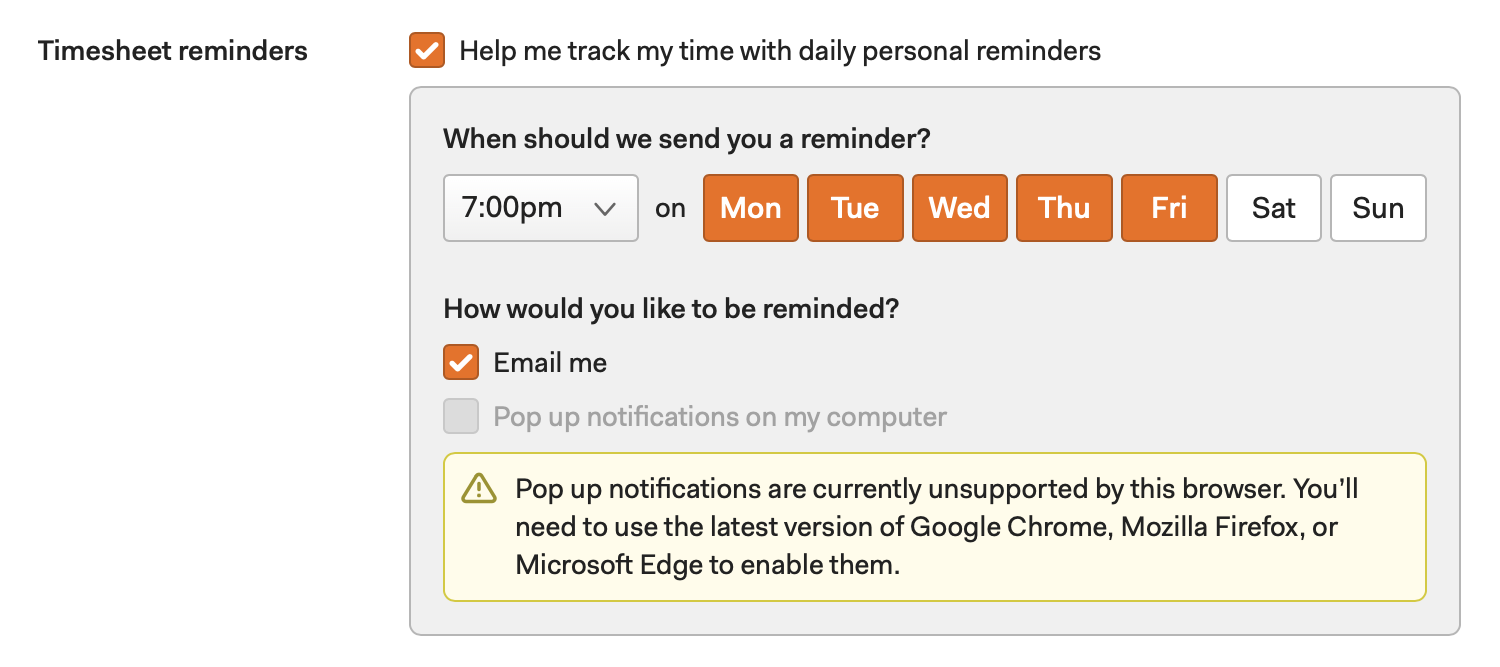 Timesheet reminders
Help me track my time with daily personal reminders
When should we send you a reminder?
7:00pm on Mon Tue Wed Thu Fri Sat Sun
How would you like to be reminded?
Email me
Pop up notifications on my computer
Pop up notifications are currently unsupported by this browser. You’ll
need to use the latest version of Google Chrome, Mozilla Firefox, or
Microsoft Edge to enable them.